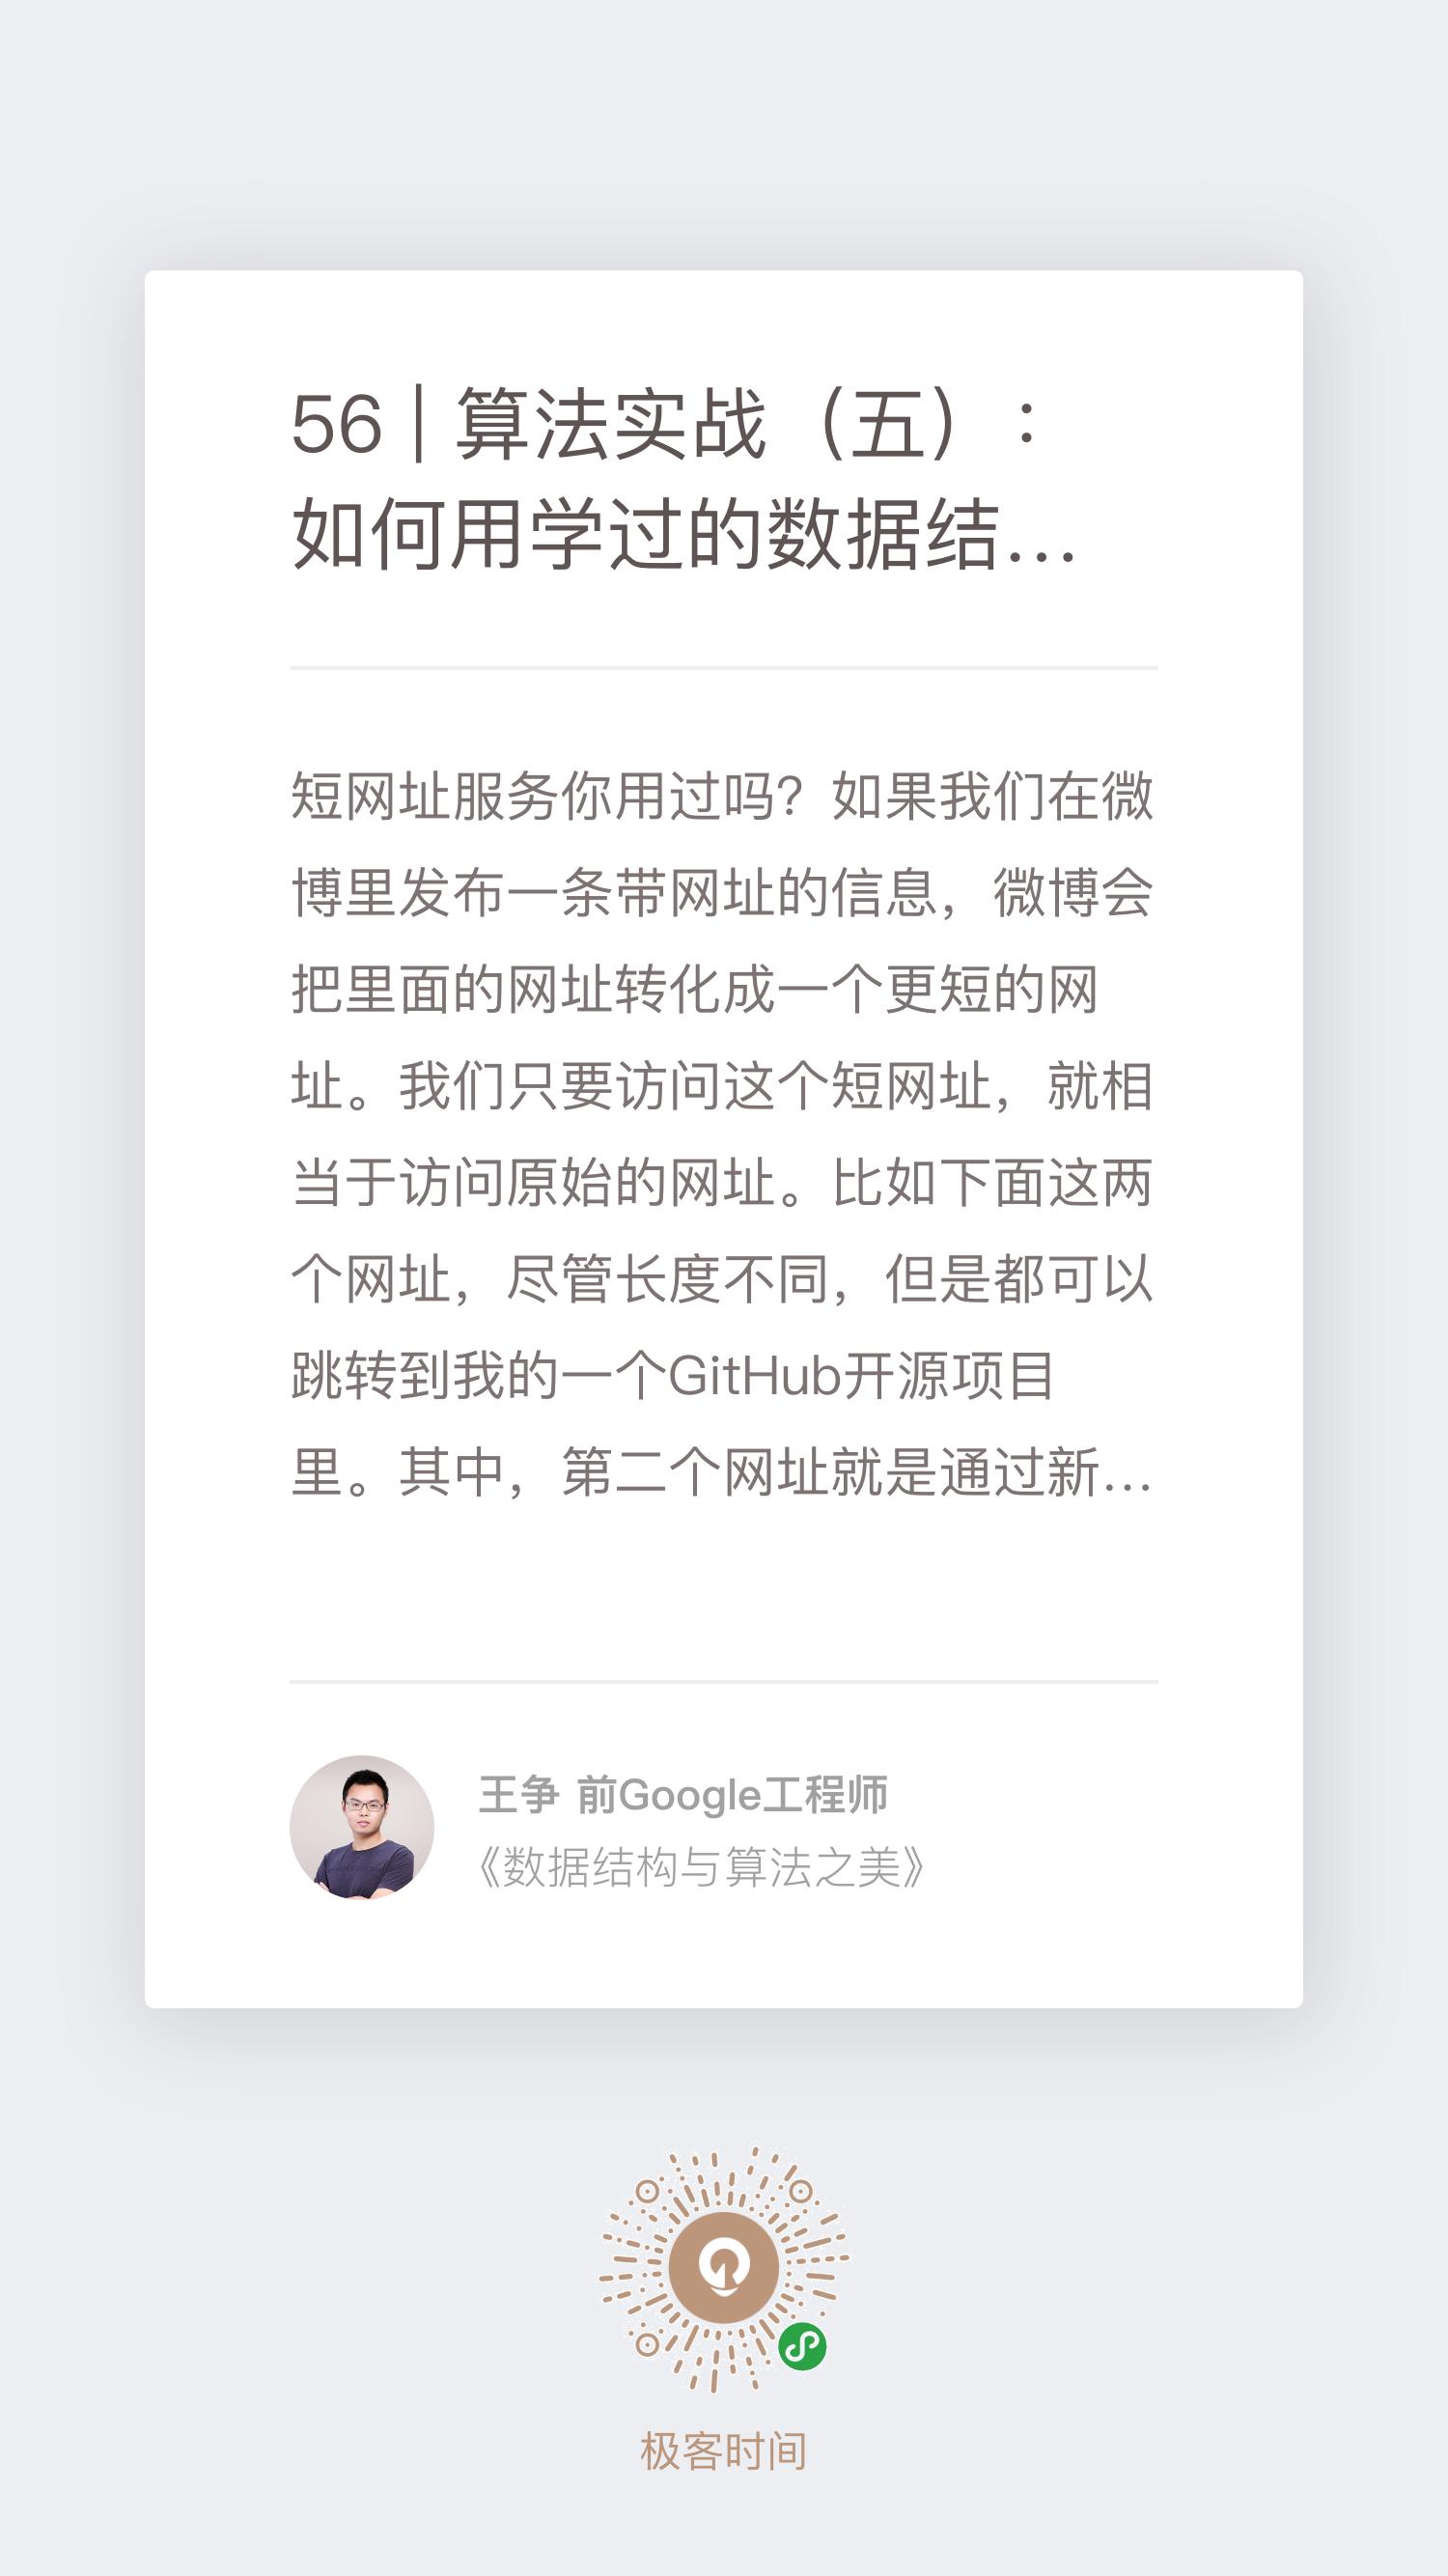 56 | 算法实战（五）：
如何用学过的数据结…
短网址服务你用过吗？如果我们在微
博里发布一条带网址的信息，微博会
把里面的网址转化成一个更短的网
址。我们只要访问这个短网址，就相
当于访问原始的网址。比如下面这两
个网址，尽管长度不同，但是都可以
跳转到我的一个GitHub开源项目
里。其中，第二个网址就是通过新…
王争 前Google工程师
《数据结构与算法之美》
极客时间